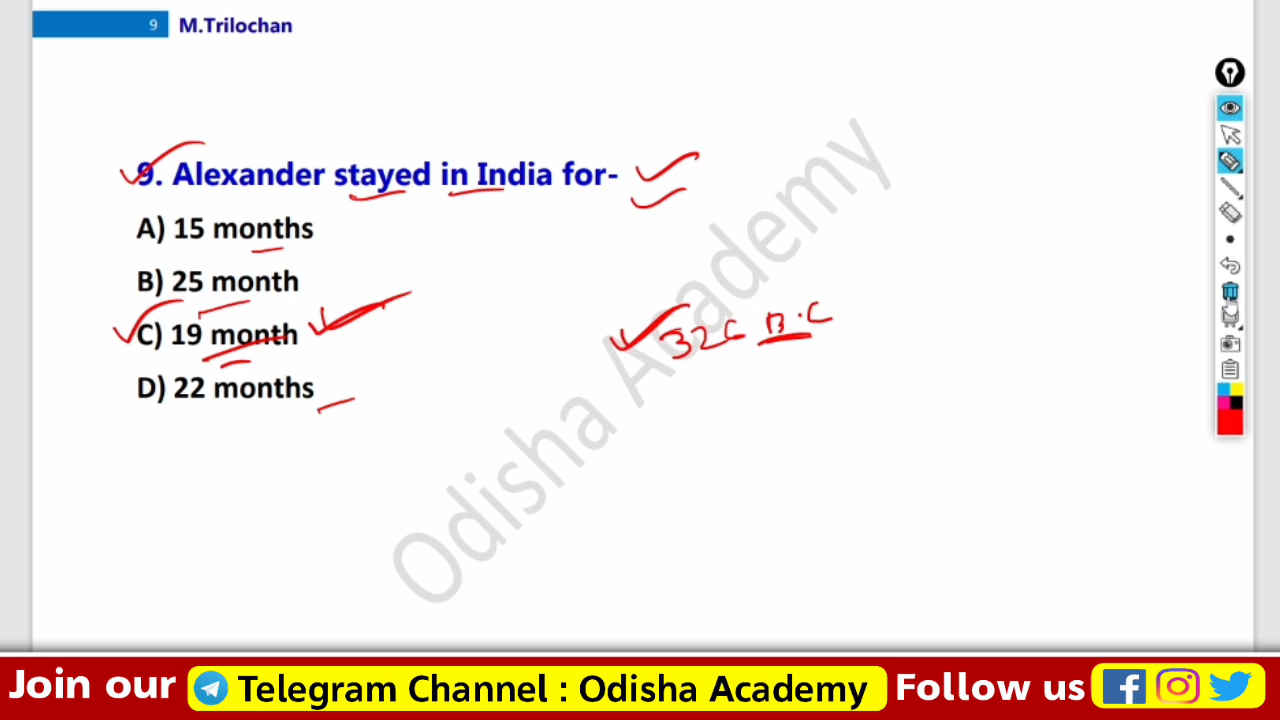 9 M.Trilochan
9. Alexander stayed in India for-
A) 15 months
B) 25 month
C) 19 month
326 B.C
D) 22 months
Odisha Academy
Join our Telegram Channel : Odisha Academy Follow us